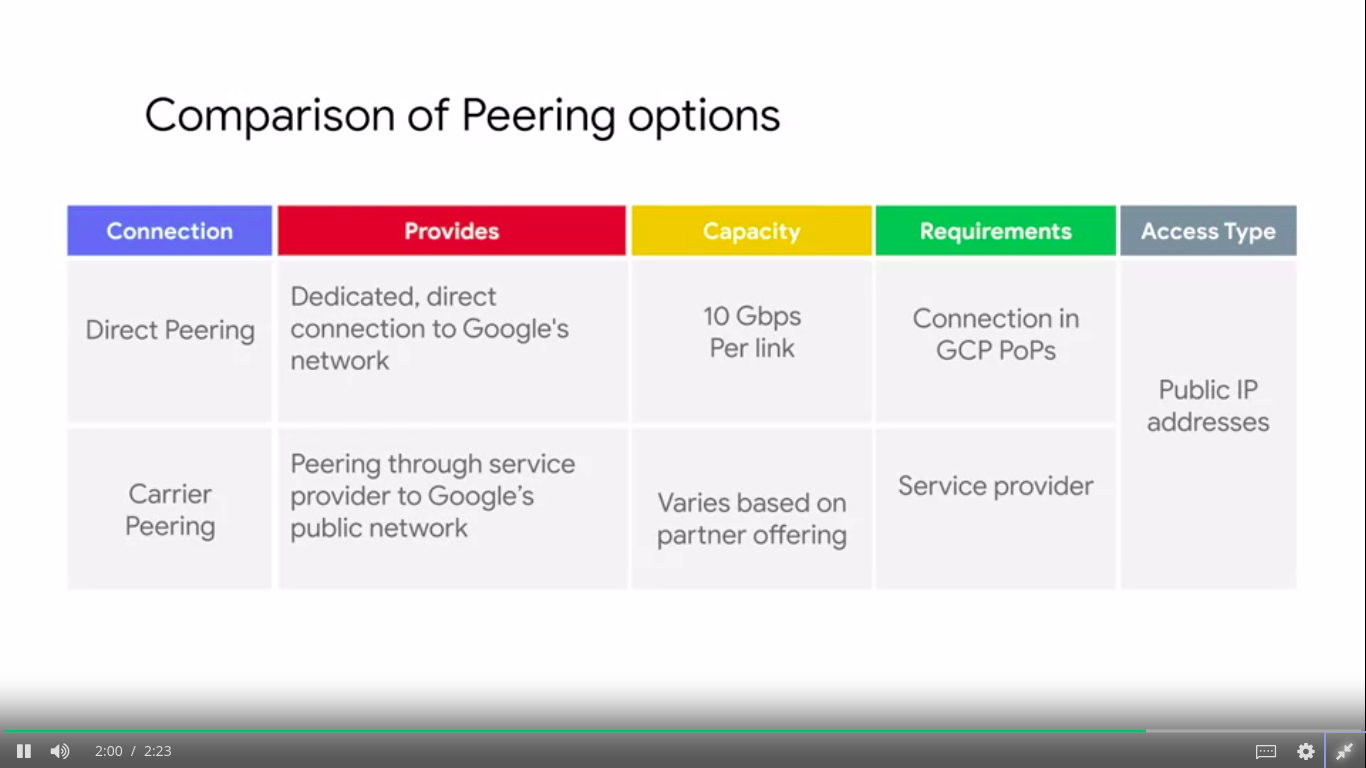 Comparison of Peering options
Connection
Provides
Capacity
Requirements
Access Type
Direct Peering
Dedicated, direct
connection to Google's
network
10 Gbps
Per link
Connection in
GCP PoPs
Public IP
addresses
Carrier
Peering
Peering through service
provider to Google’s
public network
Varies based on
partner offering
Service provider
2:00 / 2:23